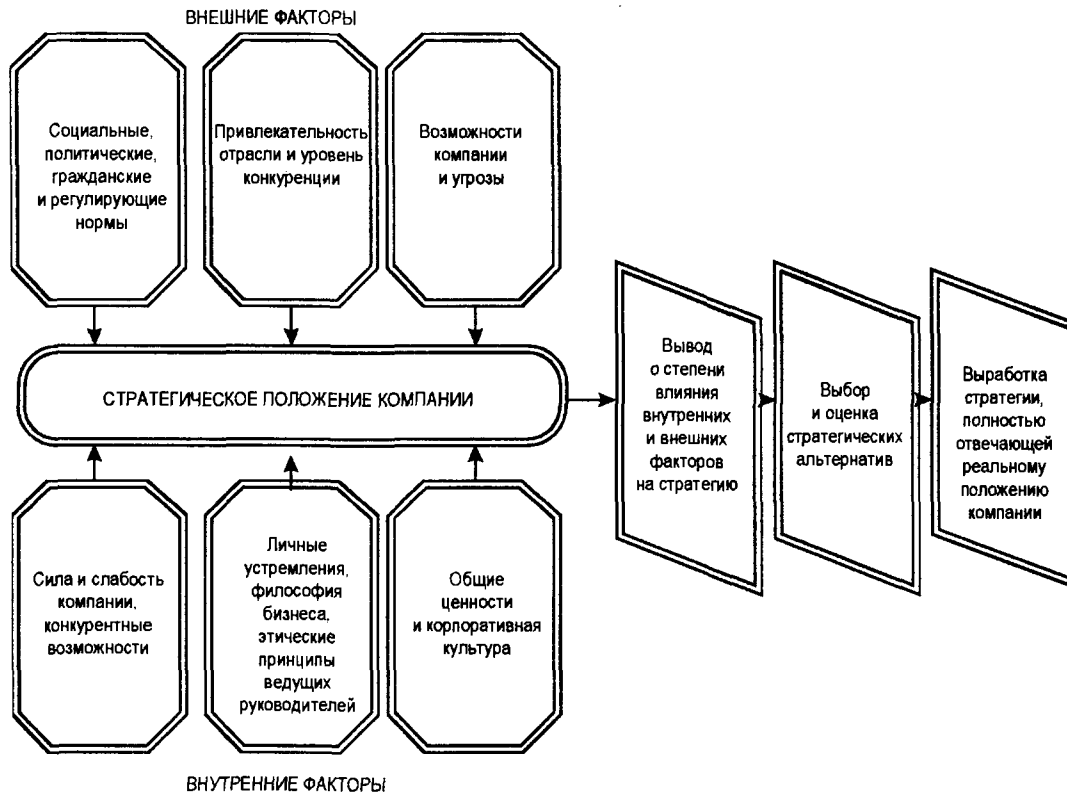 ВНЕШНИЕ ФАКТОРЫ
Социальные,
политические,
гражданские
и регулирующие
нормы
Привлекательность
отрасли и уровень
конкуренции
Возможности
компании
и угрозы
СТРАТЕГИЧЕСКОЕ ПОЛОЖЕНИЕ КОМПАНИИ
Вывод
о степени
влияния
внутренних
и внешних
факторов
на стратегию
Выбор
и оценка
стратегических
альтернатив
Выработка
стратегии,
полностью
отвечающей
реальному
положению
компании
Сила и слабость
компании,
конкурентные
возможности
Личные
устремления,
философия
бизнеса,
этические
принципы
ведущих
руководителей
Общие
ценности
и корпоративная
культура
ВНУТРЕННИЕ ФАКТОРЫ